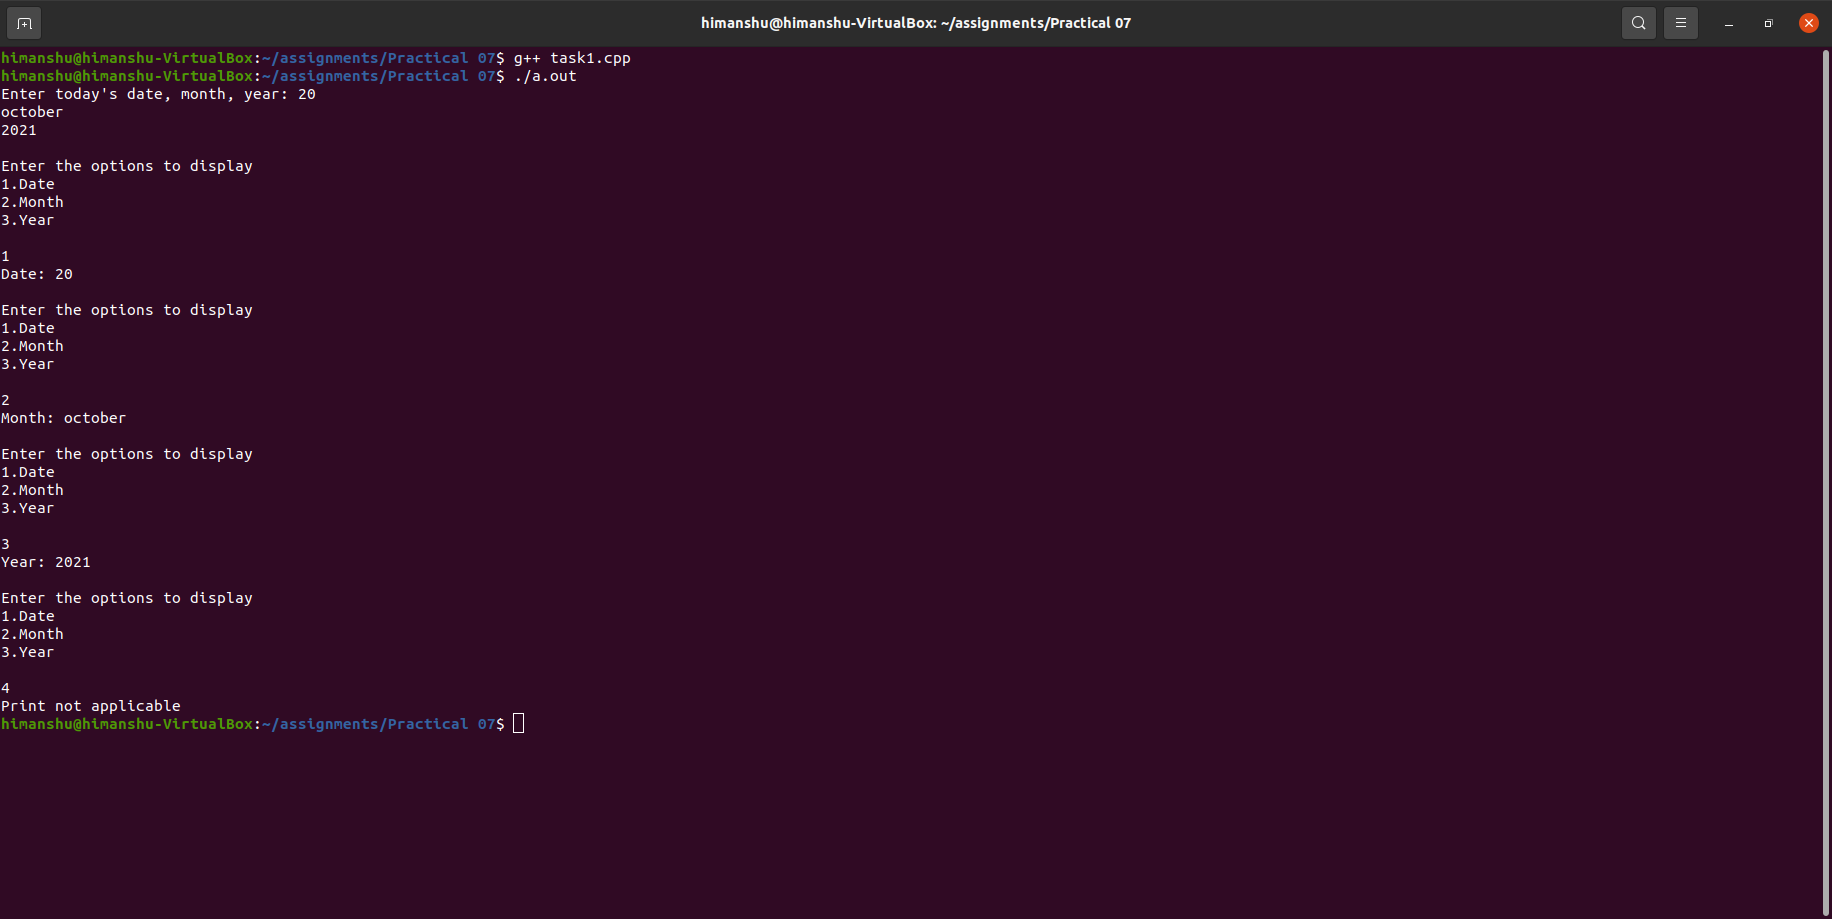 himanshu@himanshu-VirtualBox: ~/assignments/Practical 07
himanshu@himanshu-VirtualBox:~/assignments/Practical 07$ g++ task1.cpp
himanshu@himanshu-VirtualBox:~/assignments/Practical 07$ ./a.out
Enter today's date, month, year: 20
october
2021
Enter the options to display
1.Date
2.Month
3.Year
1
Date: 20
Enter the options to display
1.Date
2.Month
3.Year
2
Month: october
Enter the options to display
1.Date
2.Month
3.Year
3
Year: 2021
Enter the options to display
1.Date
2.Month
3.Year
4
Print not applicable
himanshu@himanshu-VirtualBox:~/assignments/Practical 07$